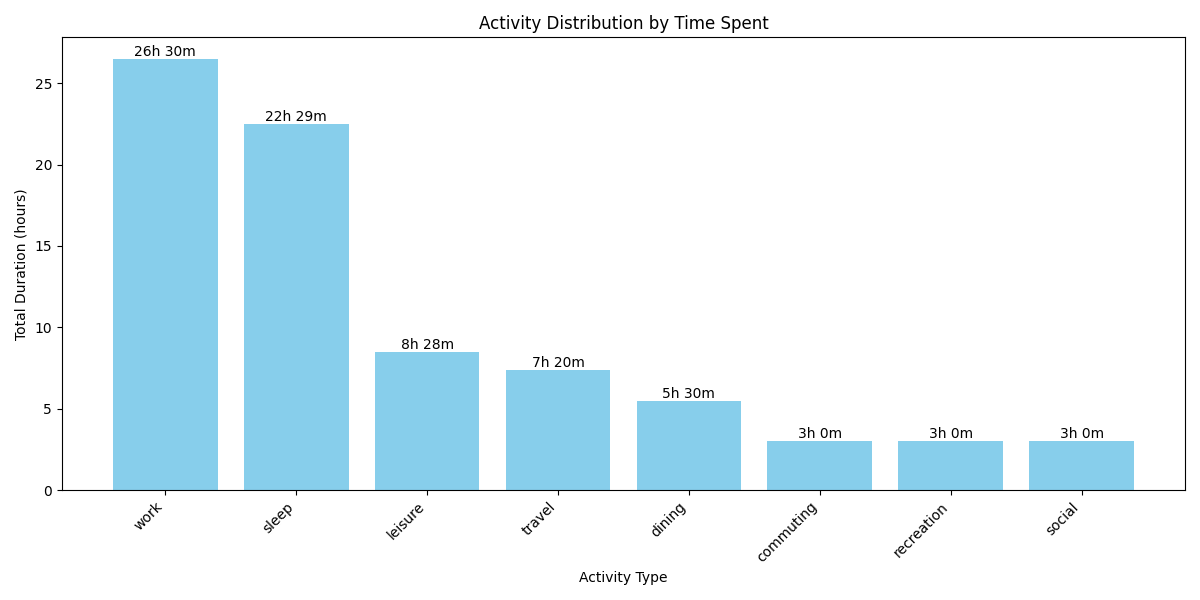 Activity Distribution by Time Spent
26h 30m
22h 29m
8h 28m
7h 20m
5h 30m
3h 0m
3h 0m
3h 0m
25
20
15
10
5
0
Total Duration (hours)
work
sleep
leisure
travel
dining
commuting
recreation
social
Activity Type